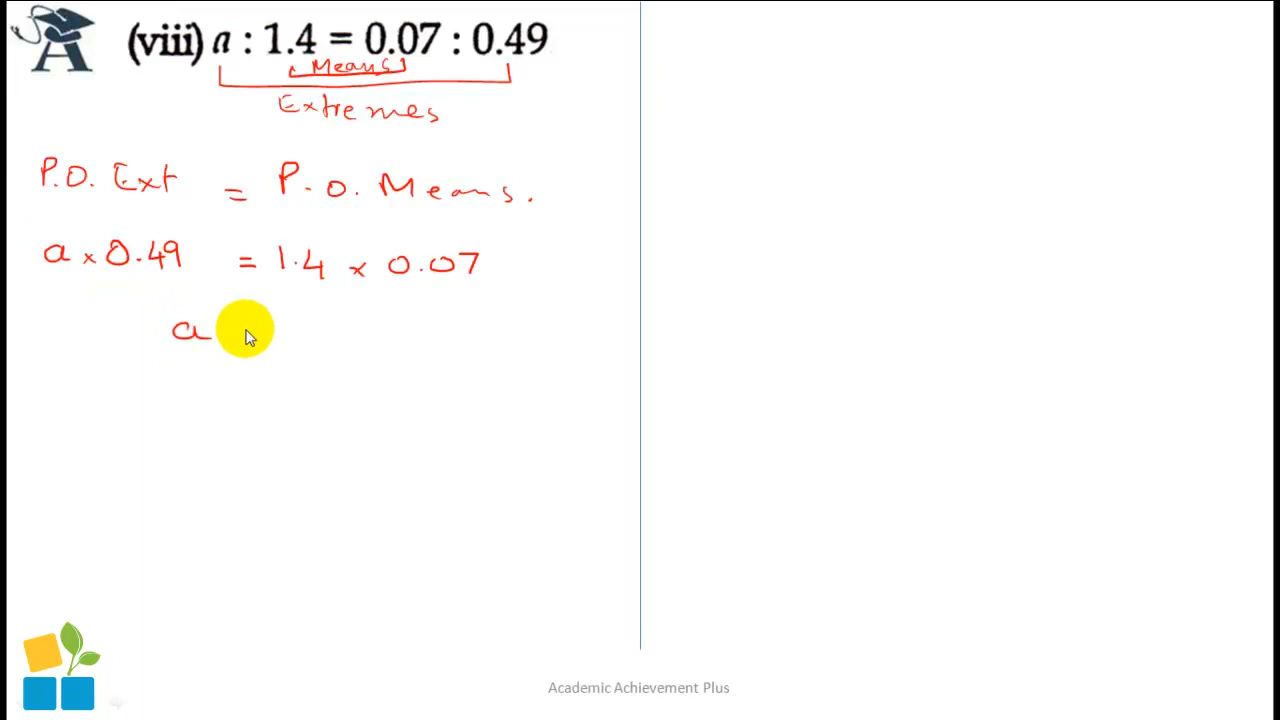 (viii) a : 1.4 = 0.07 : 0.49
Means
Extremes
P.O. Ext = P.O. Means.
a × 0.49 = 1.4 × 0.07
a
Academic Achievement Plus